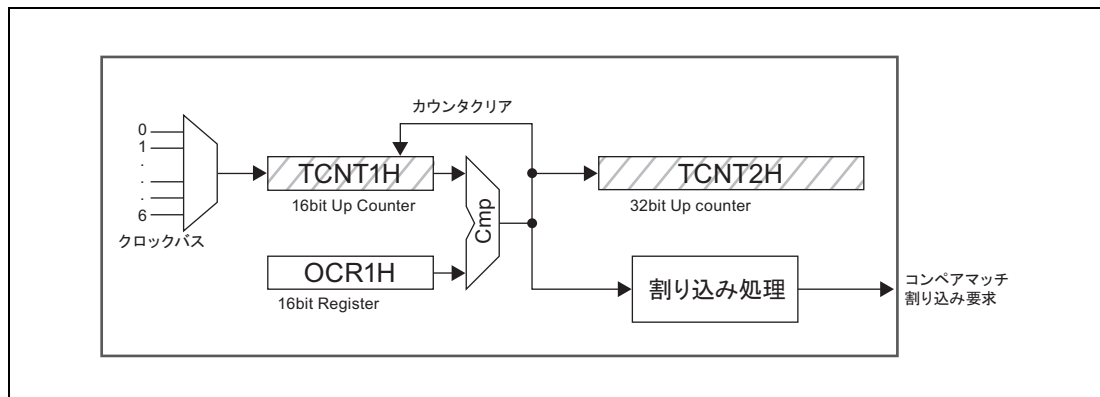 カウンタクリア
0
1
.
.
.
6
クロックバス
TCNT1H
16bit Up Counter
Cmp
TCNT2H
32bit Up counter
OCR1H
16bit Register
割り込み処理
コンペアマッチ
割り込み要求